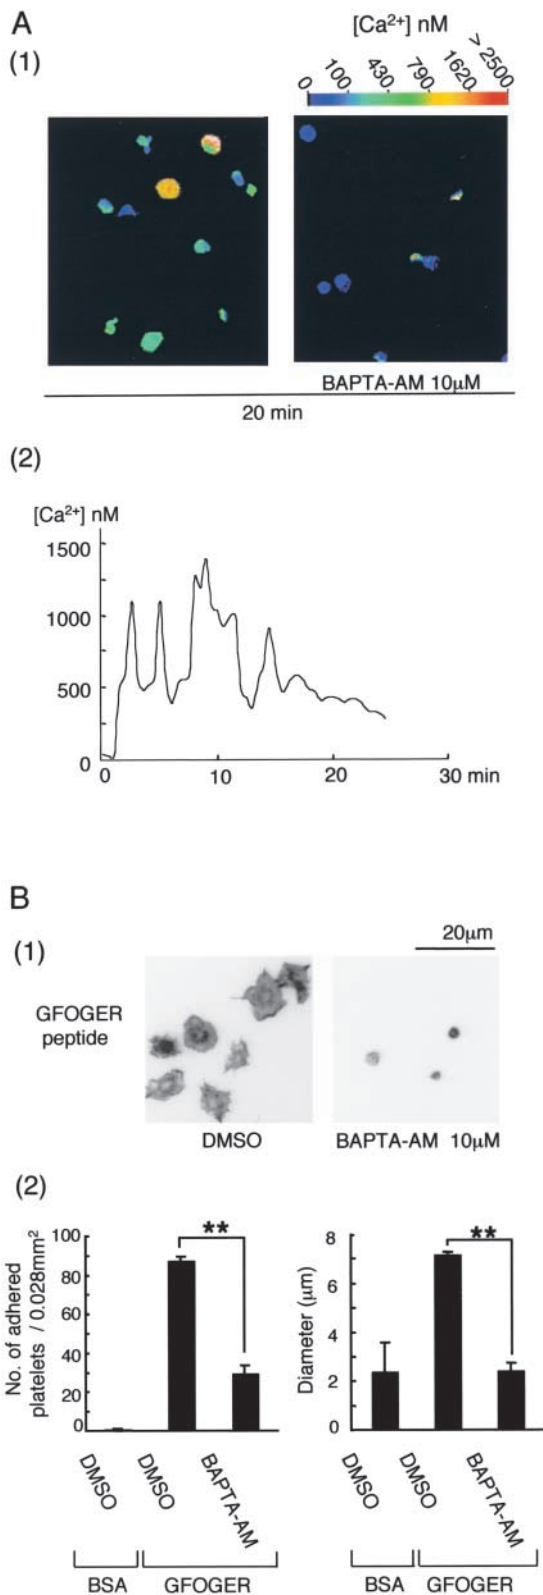 A
[Ca²⁺] nM
(1)
0 100 430 790 1620 > 2500
BAPTA-AM 10μM
20 min
(2)
[Ca²⁺] nM
1500
1000
500
0
0 10 20 30 min
B
(1)
20μm
GFOGER
peptide
DMSO BAPTA-AM 10μM
(2)
No. of adhered
platelets / 0.028mm²
100
80
60
40
20
0
**
DMSO DMSO BAPTA-AM
BSA GFOGER
Diameter (μm)
8
6
4
2
0
**
DMSO DMSO BAPTA-AM
BSA GFOGER